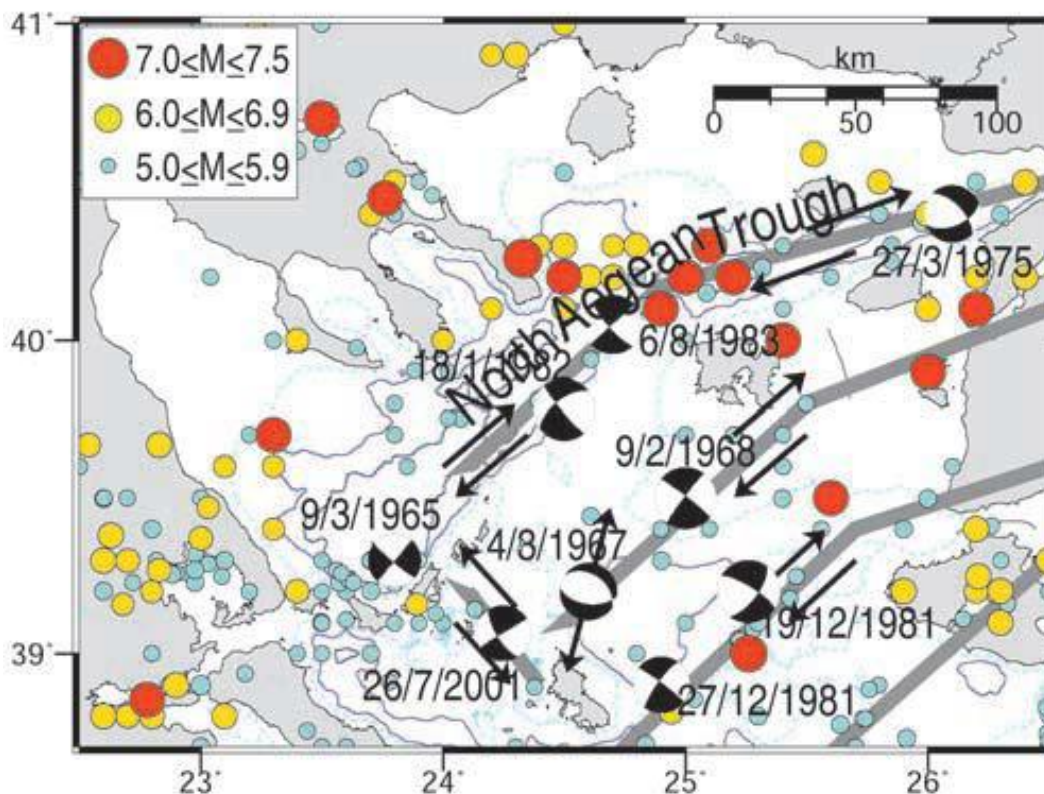 41°
7.0≤M≤7.5
6.0≤M≤6.9
5.0≤M≤5.9
km
0 50 100
North Aegean Trough
27/3/1975
40°
6/8/1983
9/2/1968
9/3/1965
4/8/1967
19/12/1981
39°
26/7/2001
27/12/1981
23° 24° 25° 26°